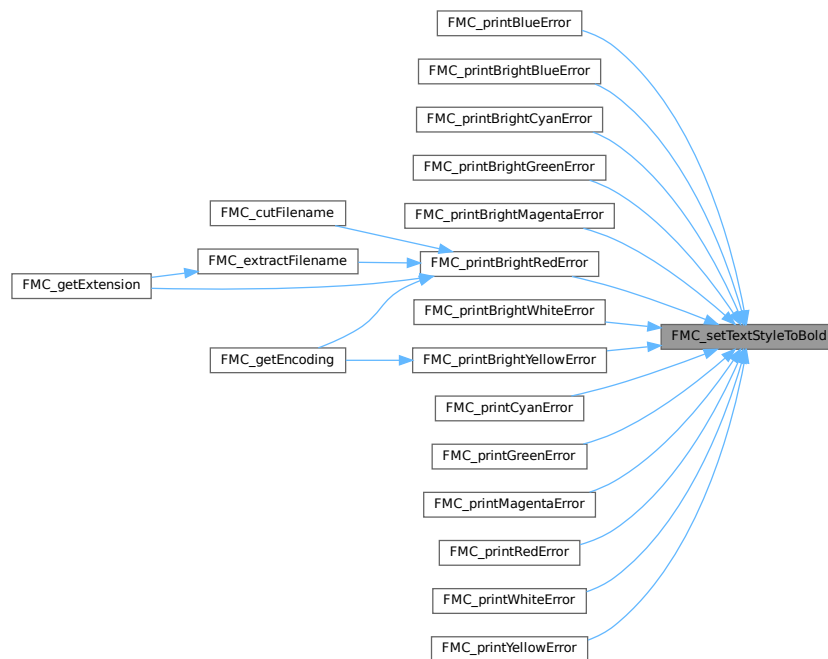 FMC_printBlueError
FMC_printBrightBlueError
FMC_printBrightCyanError
FMC_printBrightGreenError
FMC_cutFilename
FMC_printBrightMagentaError
FMC_extractFilename
FMC_printBrightRedError
FMC_getExtension
FMC_printBrightWhiteError
FMC_setTextStyleToBold
FMC_getEncoding
FMC_printBrightYellowError
FMC_printCyanError
FMC_printGreenError
FMC_printMagentaError
FMC_printRedError
FMC_printWhiteError
FMC_printYellowError